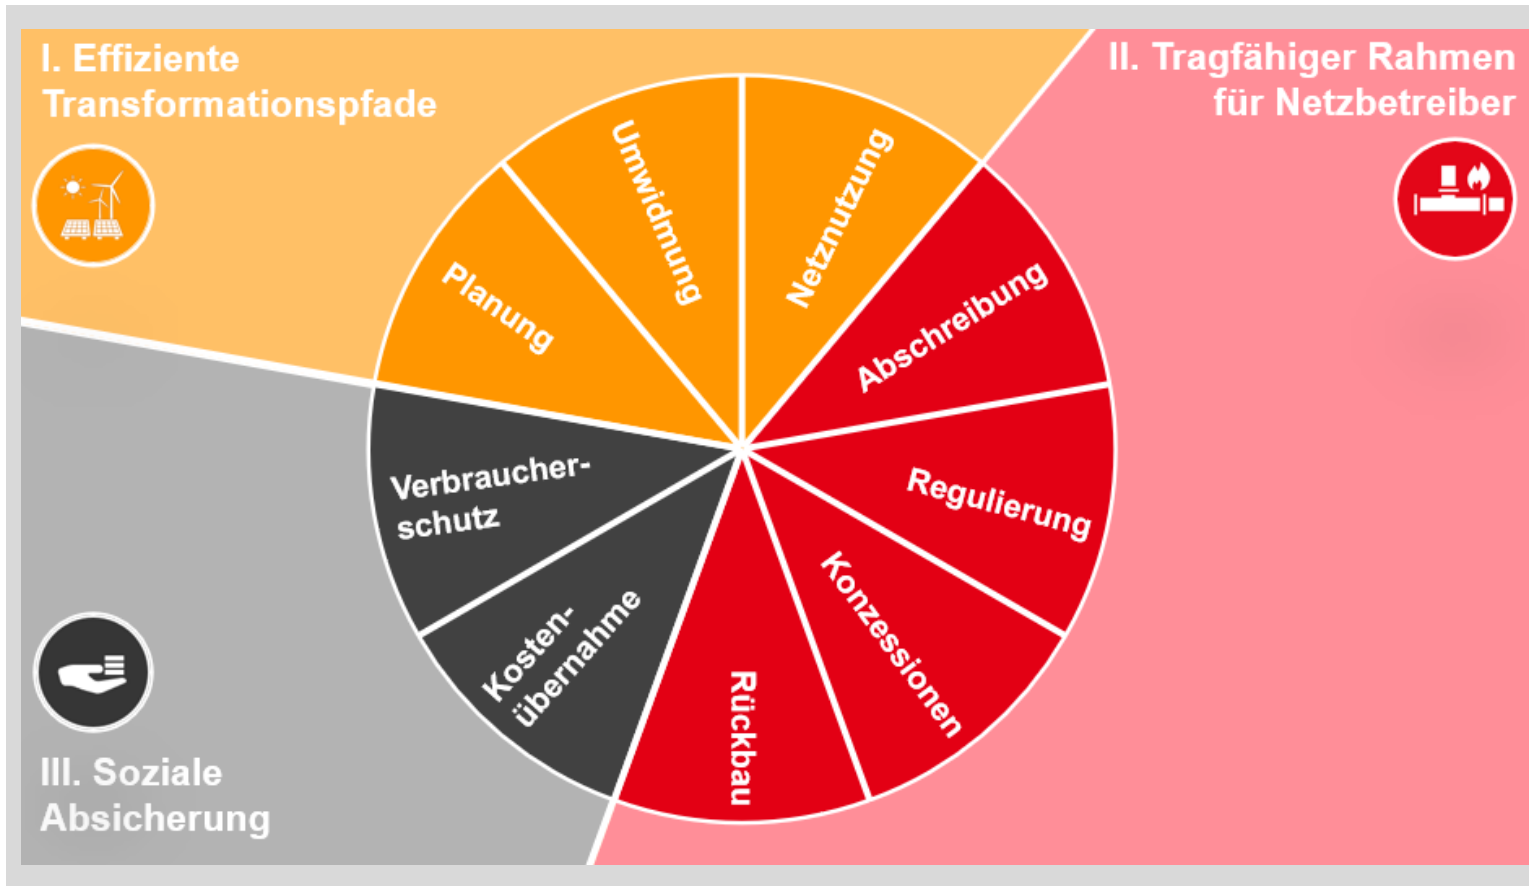 I. Effiziente
Transformationspfade
II. Tragfähiger Rahmen
für Netzbetreiber
Planung
Umwidmung
Netznutzung
Abschreibung
Regulierung
Konzessionen
Rückbau
Kosten-
übernahme
Verbraucher-
schutz
III. Soziale
Absicherung